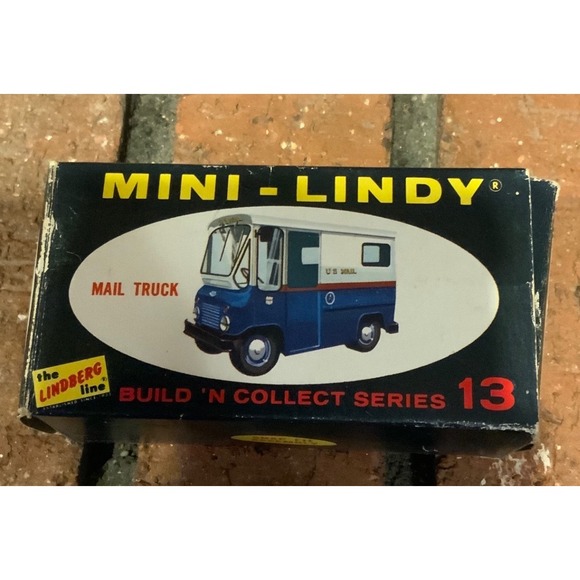 MINI-LINDY®
U S MAIL
MAIL TRUCK
the
LINDBERG
line®
BUILD 'N COLLECT SERIES 13